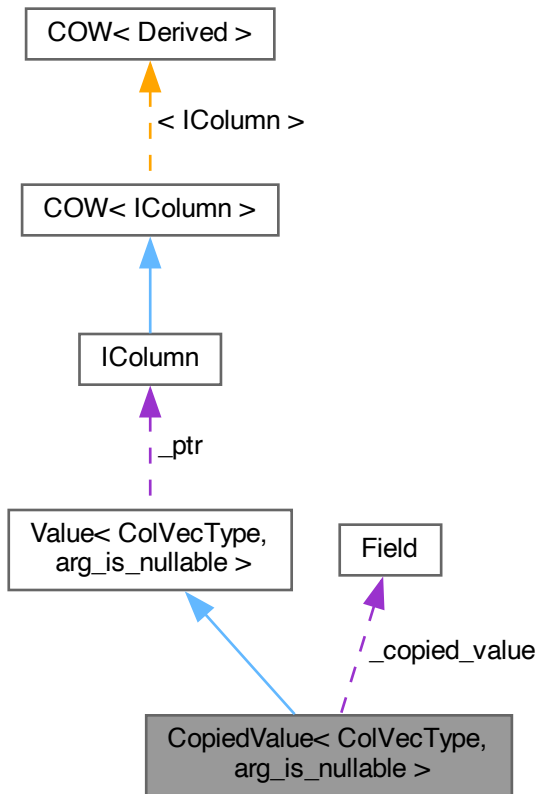 COW< Derived >
< IColumn >
COW< IColumn >
IColumn
_ptr
Value< ColVecType,
arg_is_nullable >
Field
_copied_value
CopiedValue< ColVecType,
arg_is_nullable >